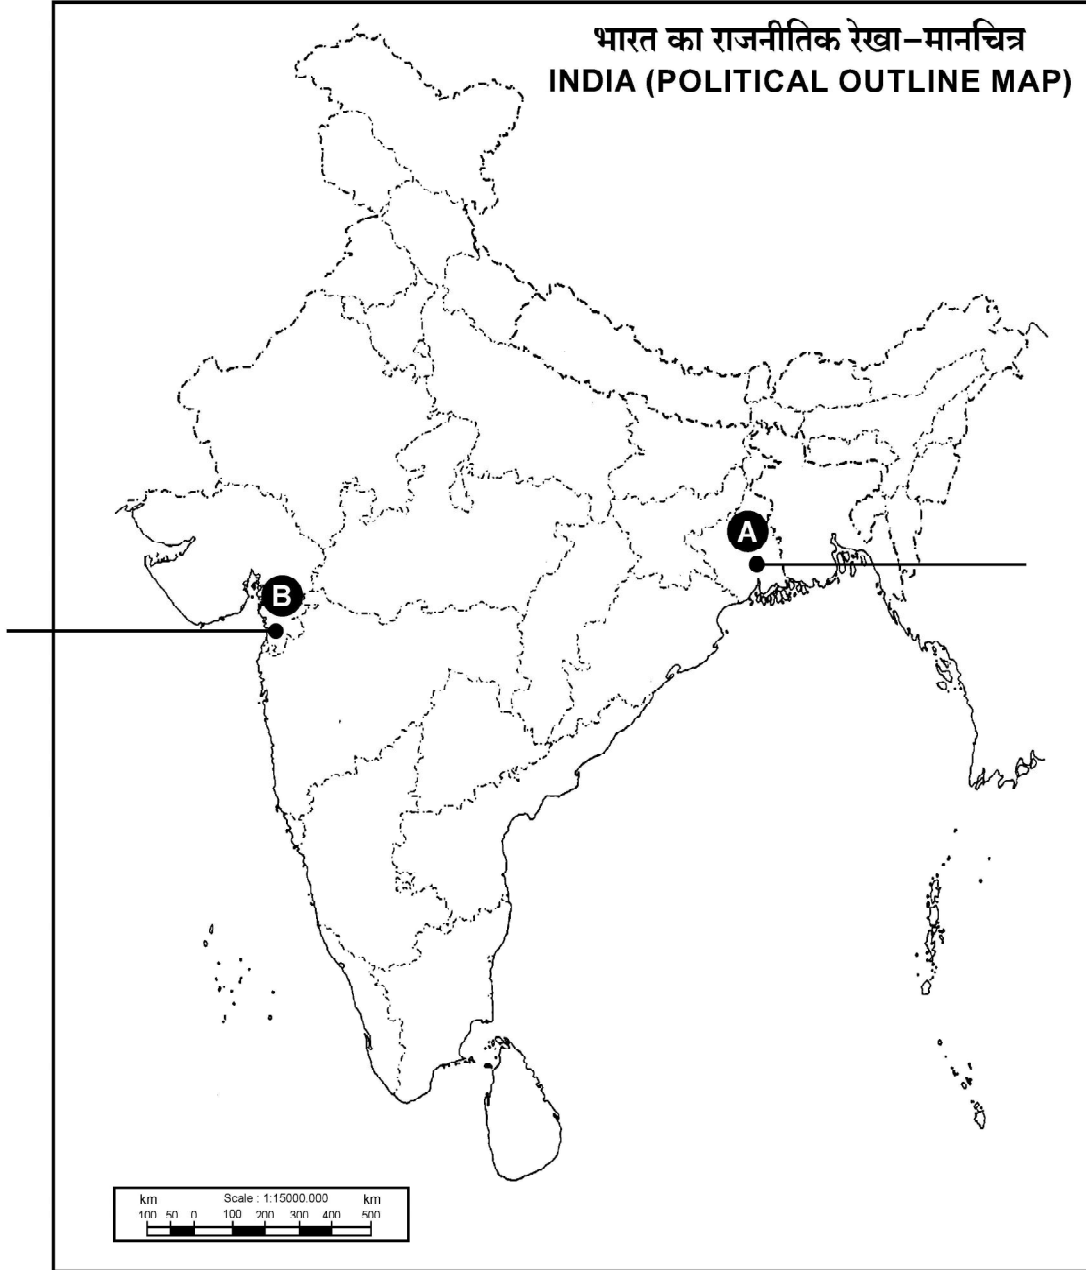 भारत का राजनीतिक रेखा–मानचित्र
INDIA (POLITICAL OUTLINE MAP)
A
B
km Scale : 1:15000.000 km
100 50 0 100 200 300 400 500